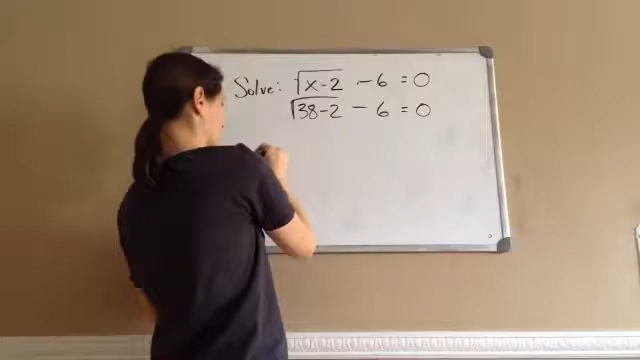 Solve: √x-2 - 6 = 0
√38-2 - 6 = 0